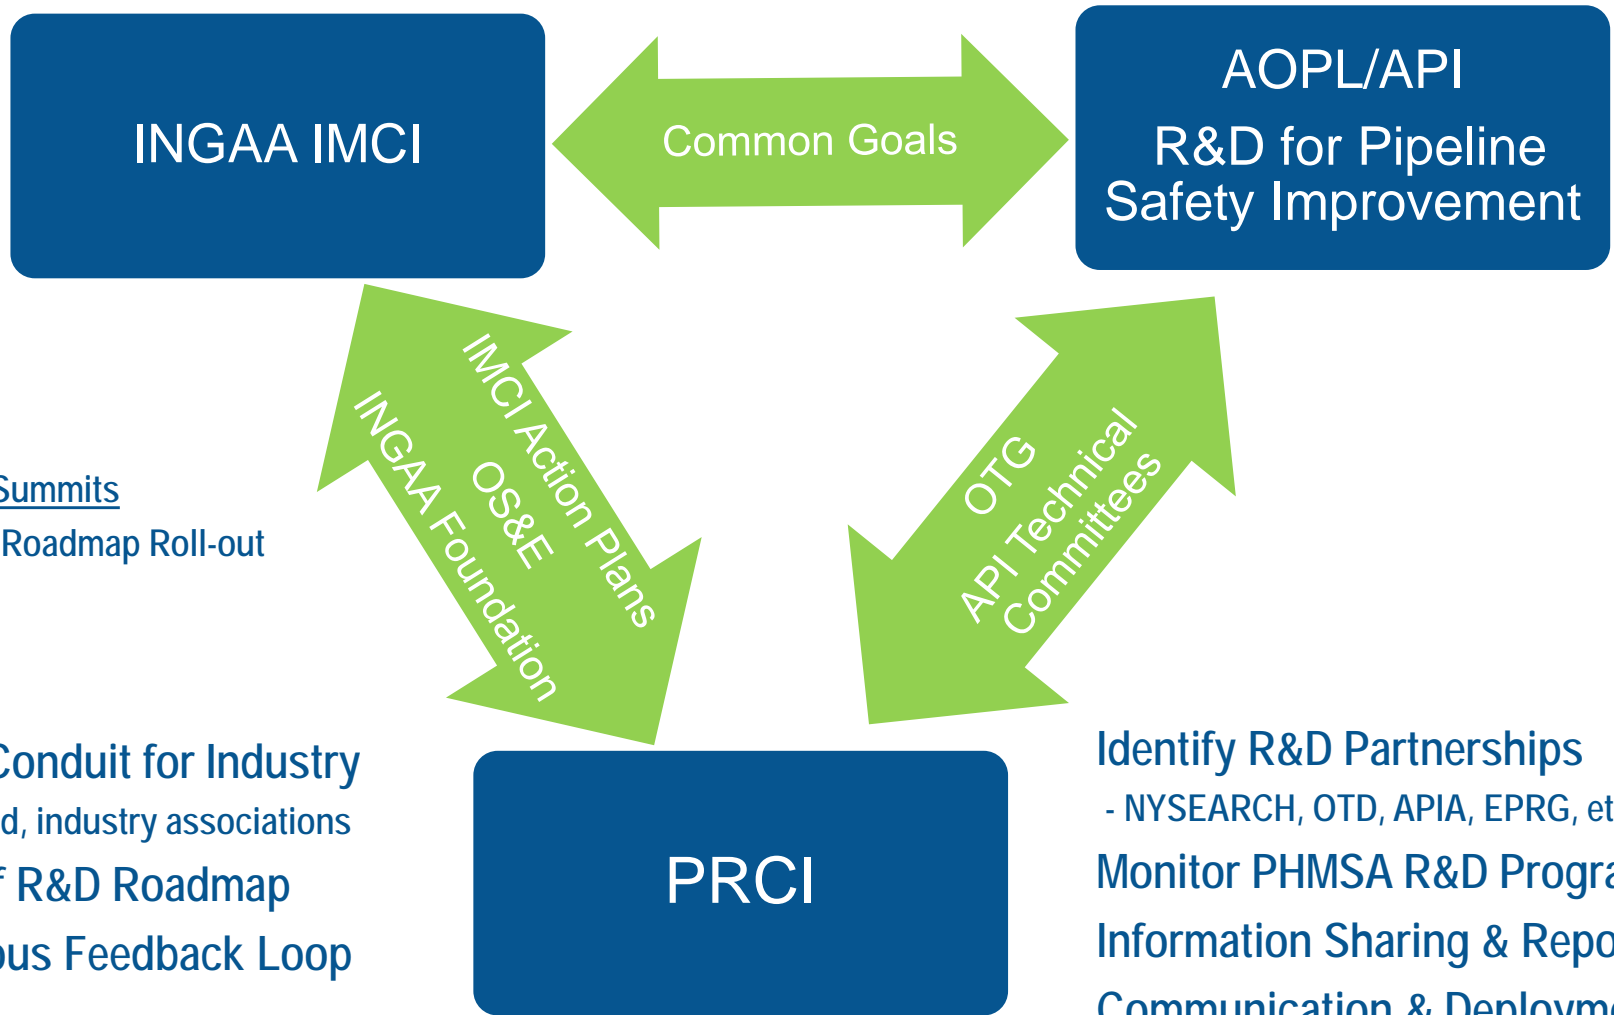 INGAA IMCI
Common Goals
AOPL/API
R&D for Pipeline
Safety Improvement
IMCI Action Plans
OS&E
INGAA Foundation
OTG
API Technical
Committees
Summits
Roadmap Roll-out
Conduit for Industry
industry associations
R&D Roadmap
Feedback Loop
PRCI
Identify R&D Partnerships
- NYSEARCH, OTD, APIA, EPRG,
Monitor PHMSA R&D
Information Sharing &
Communication &